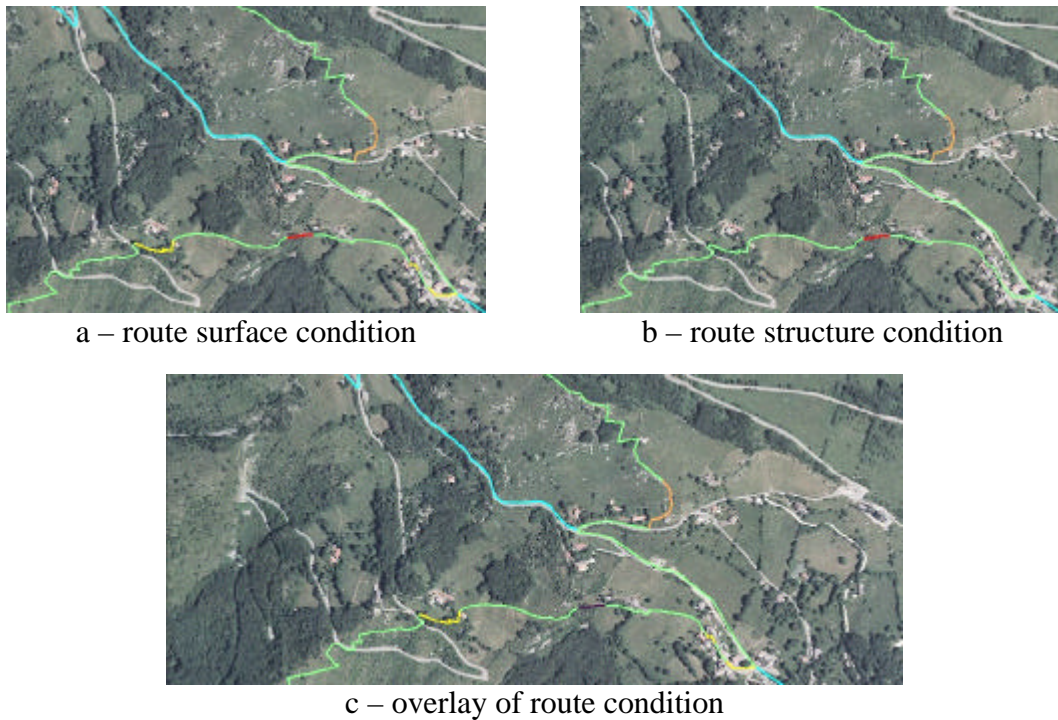 a – route surface condition
b – route structure condition
c – overlay of route condition